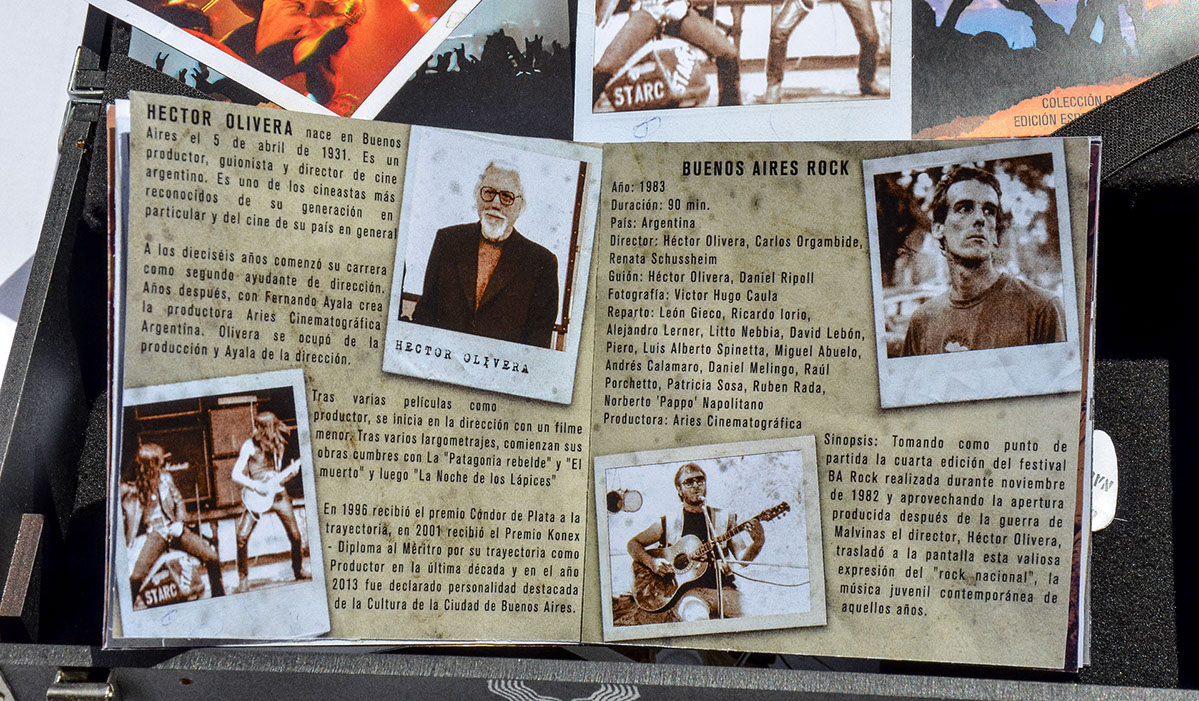 STARC
COLECCIÓN
HECTOR OLIVERA nace en Buenos
Aires el 5 de abril de 1931. Es un
productor, guionista y director de cine
argentino. Es uno de los cineastas más
reconocidos de su generación en
particular y del cine de su país en general
A los dieciséis años comenzó su carrera
como segundo ayudante de dirección.
Años después, con Fernando Ayala crea
la productora Aries Cinematográfica
Argentína. Olivera se ocupó de la
producción y Ayala de la dirección.
HECTOR OLIVERA
Tras varias películas como
productor, se inicia en la dirección con un filme
menor. Tras varios largometrajes, comienzan sus
obras cumbres con La "Patagonia rebelde" y "El
muerto" y luego "La Noche de los Lápices"
En 1996 recibió el premio Cóndor de Plata a la
trayectoria, en 2001 recibió el Premio Konex
- Diploma al Méritro por su trayectoria como
Productor en la última década y en el año
2013 fue declarado personalidad destacada
de la Cultura de la Ciudad de Buenos Aires.
STARC
BUENOS AIRES ROCK
Año: 1983
Duración: 90 min.
País: Argentina
Director: Héctor Olivera, Carlos Orgambide,
Renata Schussheim
Guión: Héctor Olivera, Daniel Ripoll
Fotografía: Victor Hugo Caula
Reparto: León Gieco, Ricardo Iorio,
Alejandro Lerner, Litto Nebbia, David Lebón,
Piero, Luis Alberto Spinetta, Miguel Abuelo,
Andrés Calamaro, Daniel Melingo, Raúl
Porchetto, Patricia Sosa, Ruben Rada,
Norberto 'Pappo' Napolitano
Productora: Aries Cinematográfica
Sinopsis: Tomando como punto de
partida la cuarta edición del festival
BA Rock realizada durante noviembre
de 1982 y aprovechando la apertura
producida después de la guerra de
Malvinas el director, Héctor Olivera,
trasladó a la pantalla esta valiosa
expresión del "rock nacional", la
música juvenil contemporánea de
aquellos años.